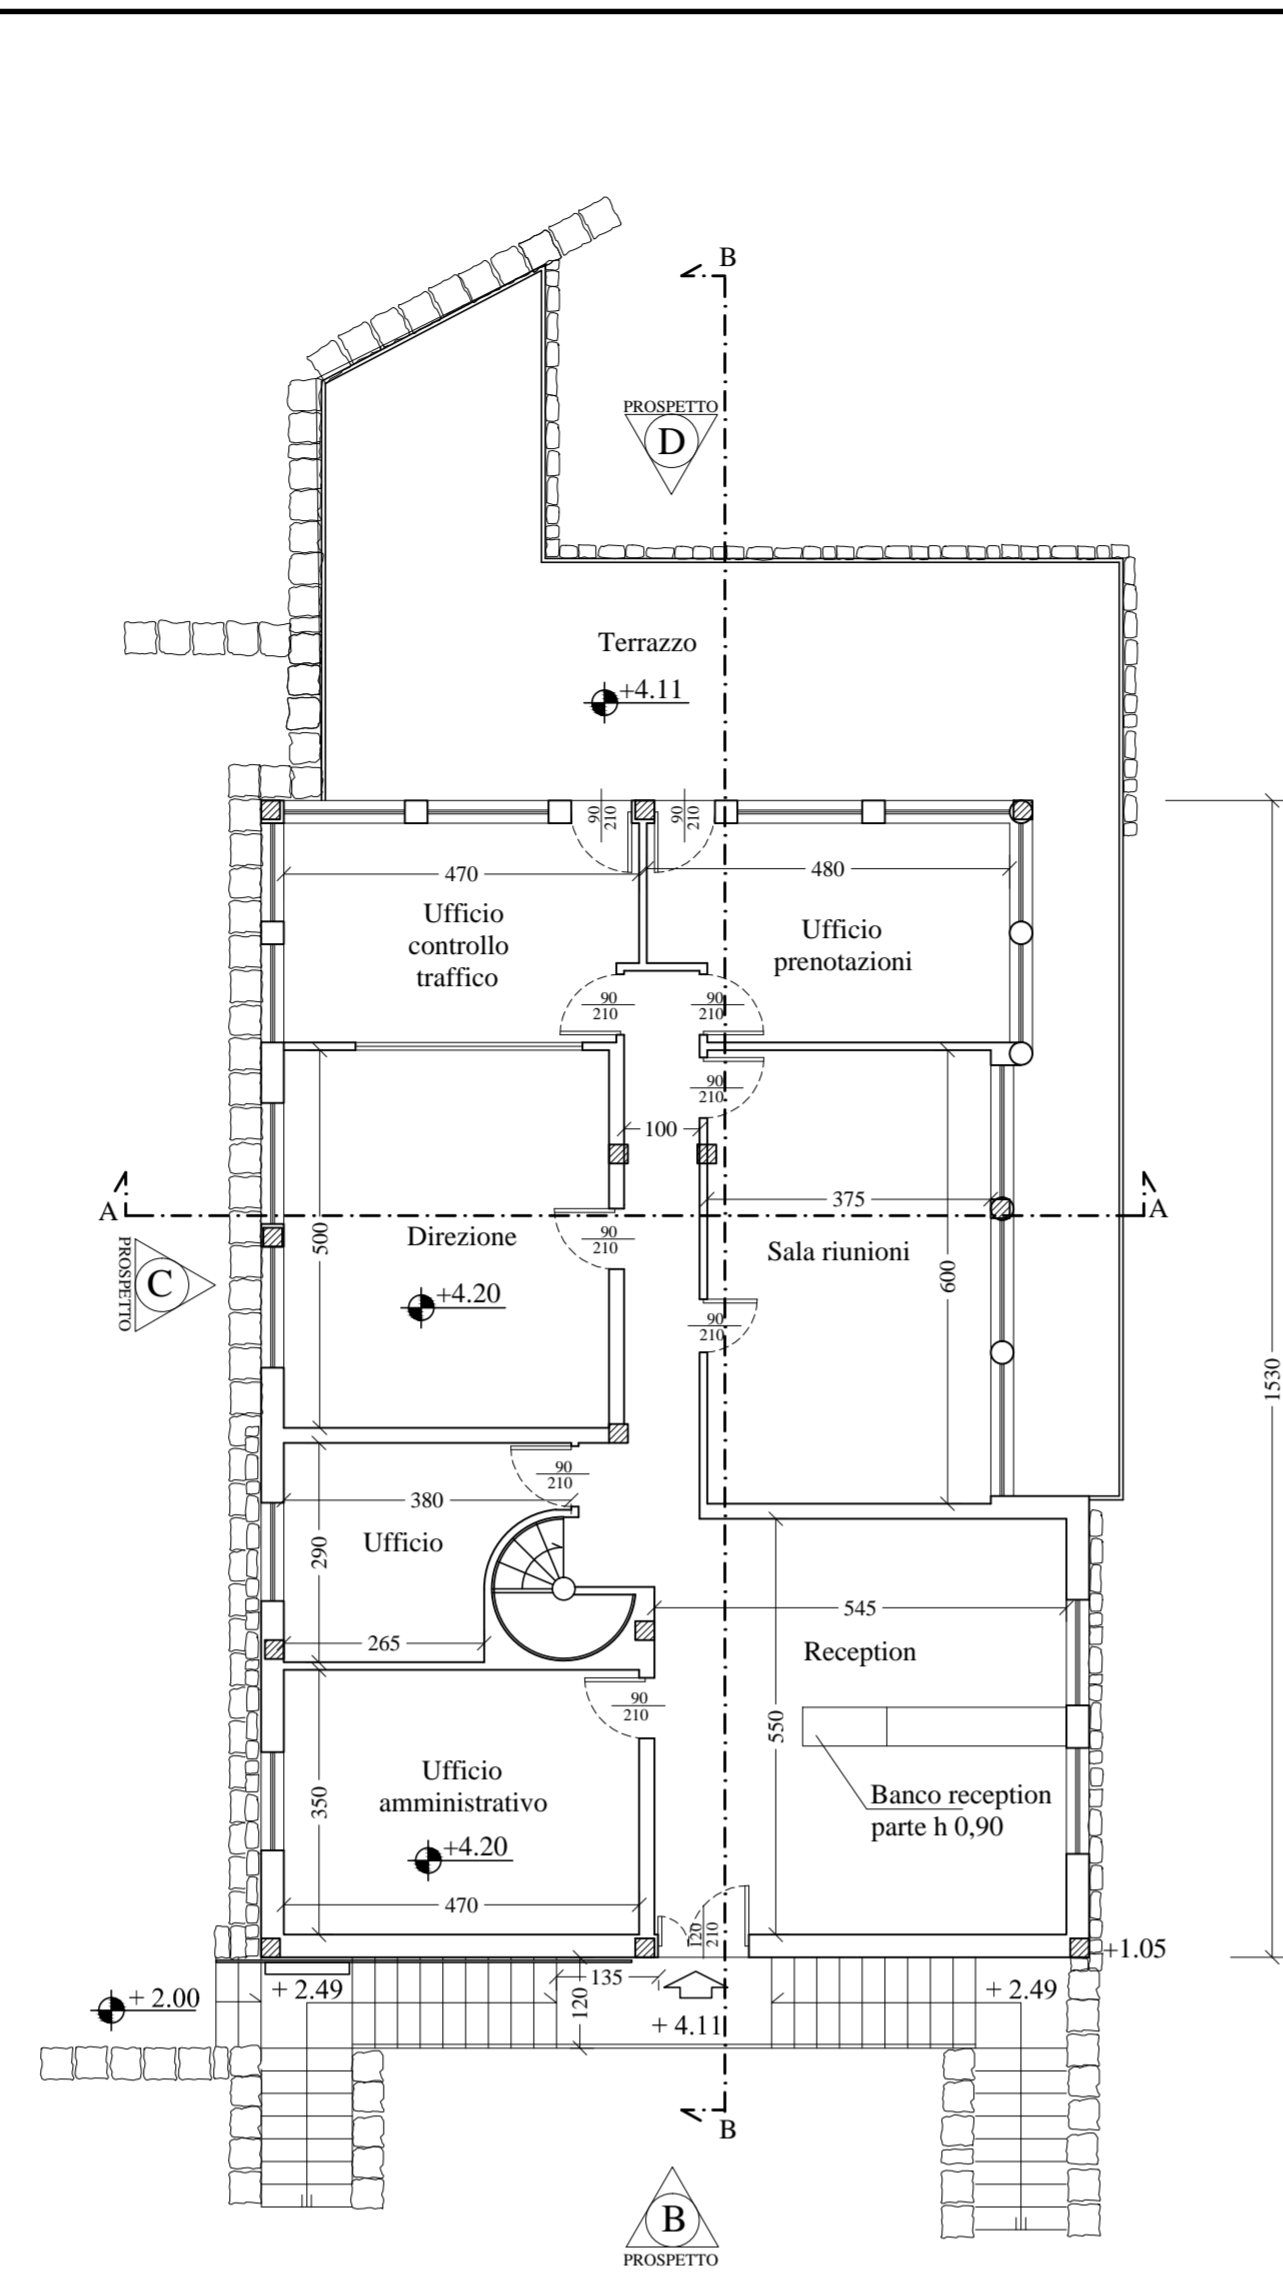 B
PROSPETTO
D
Terrazzo
+4.11
90
210
90
210
470
480
Ufficio
controllo
traffico
Ufficio
prenotazioni
90
210
90
210
90
210
100
A
375
A
500
Direzione
90
210
Sala riunioni
600
PROSPETTO
C
+4.20
90
210
1530
90
210
380
290
Ufficio
265
545
Reception
90
210
550
Ufficio
amministrativo
350
Banco reception
parte h 0,90
+4.20
470
120
210
+1.05
135
+ 2.49
+ 2.49
+ 2.00
120
+ 4.11
B
B
PROSPETTO